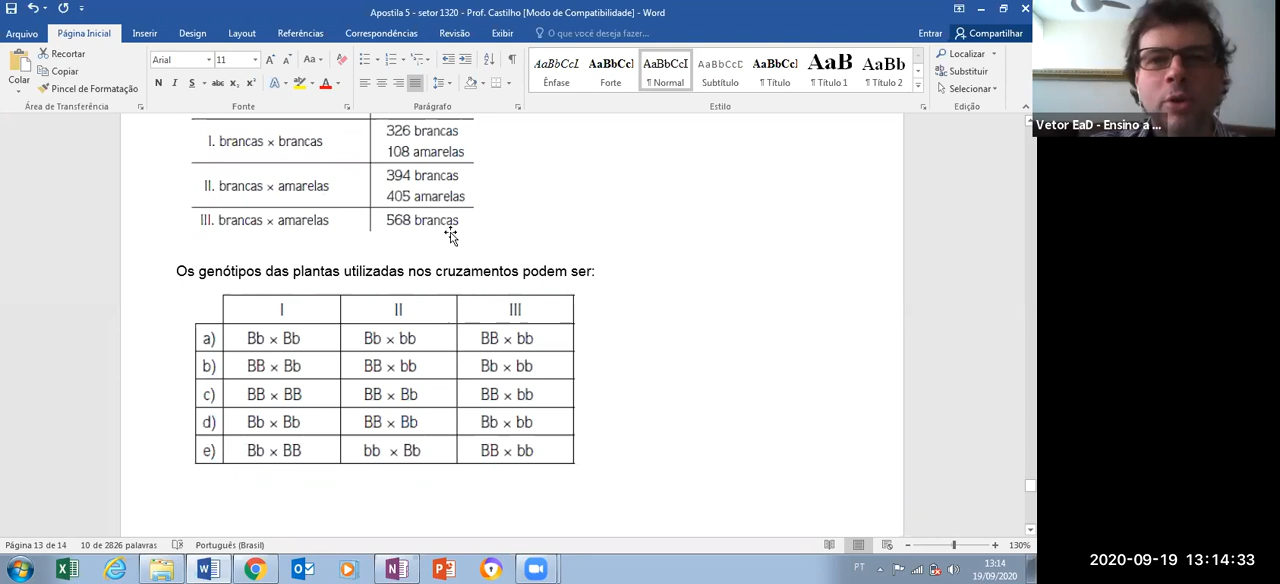 Apostila 5 - setor 1320 - Prof. Castilho [Modo de Compatibilidade] - Word
Arquivo Página Inicial Inserir Design Layout Referências Correspondências Revisão Exibir O que você deseja fazer... Entrar Compartilhar
Colar
Recortar
Copiar
Pincel de Formatação
Área de Transferência
Arial 11
N I S abc x₂ x²
Fonte
Parágrafo
AaBbCcL AaBbCc AaBbCcI AaBbCcC AaBbCc AaB AaBb
Ênfase Forte ¶ Normal Subtítulo ¶ Título ¶ Título 1 ¶ Título 2
Estilo
Localizar
Substituir
Selecionar
Edição
Vetor EaD - Ensino a ...
I. brancas × brancas 326 brancas
108 amarelas
II. brancas × amarelas 394 brancas
405 amarelas
III. brancas × amarelas 568 brancas
Os genótipos das plantas utilizadas nos cruzamentos podem ser:
I II III
a) Bb × Bb Bb × bb BB × bb
b) BB × Bb BB × bb Bb × bb
c) BB × BB BB × Bb BB × bb
d) Bb × Bb BB × Bb Bb × bb
e) Bb × BB bb × Bb BB × bb
Página 13 de 14 10 de 2826 palavras Português (Brasil) 130%
PT 13:14
19/09/2020
2020-09-19 13:14:33